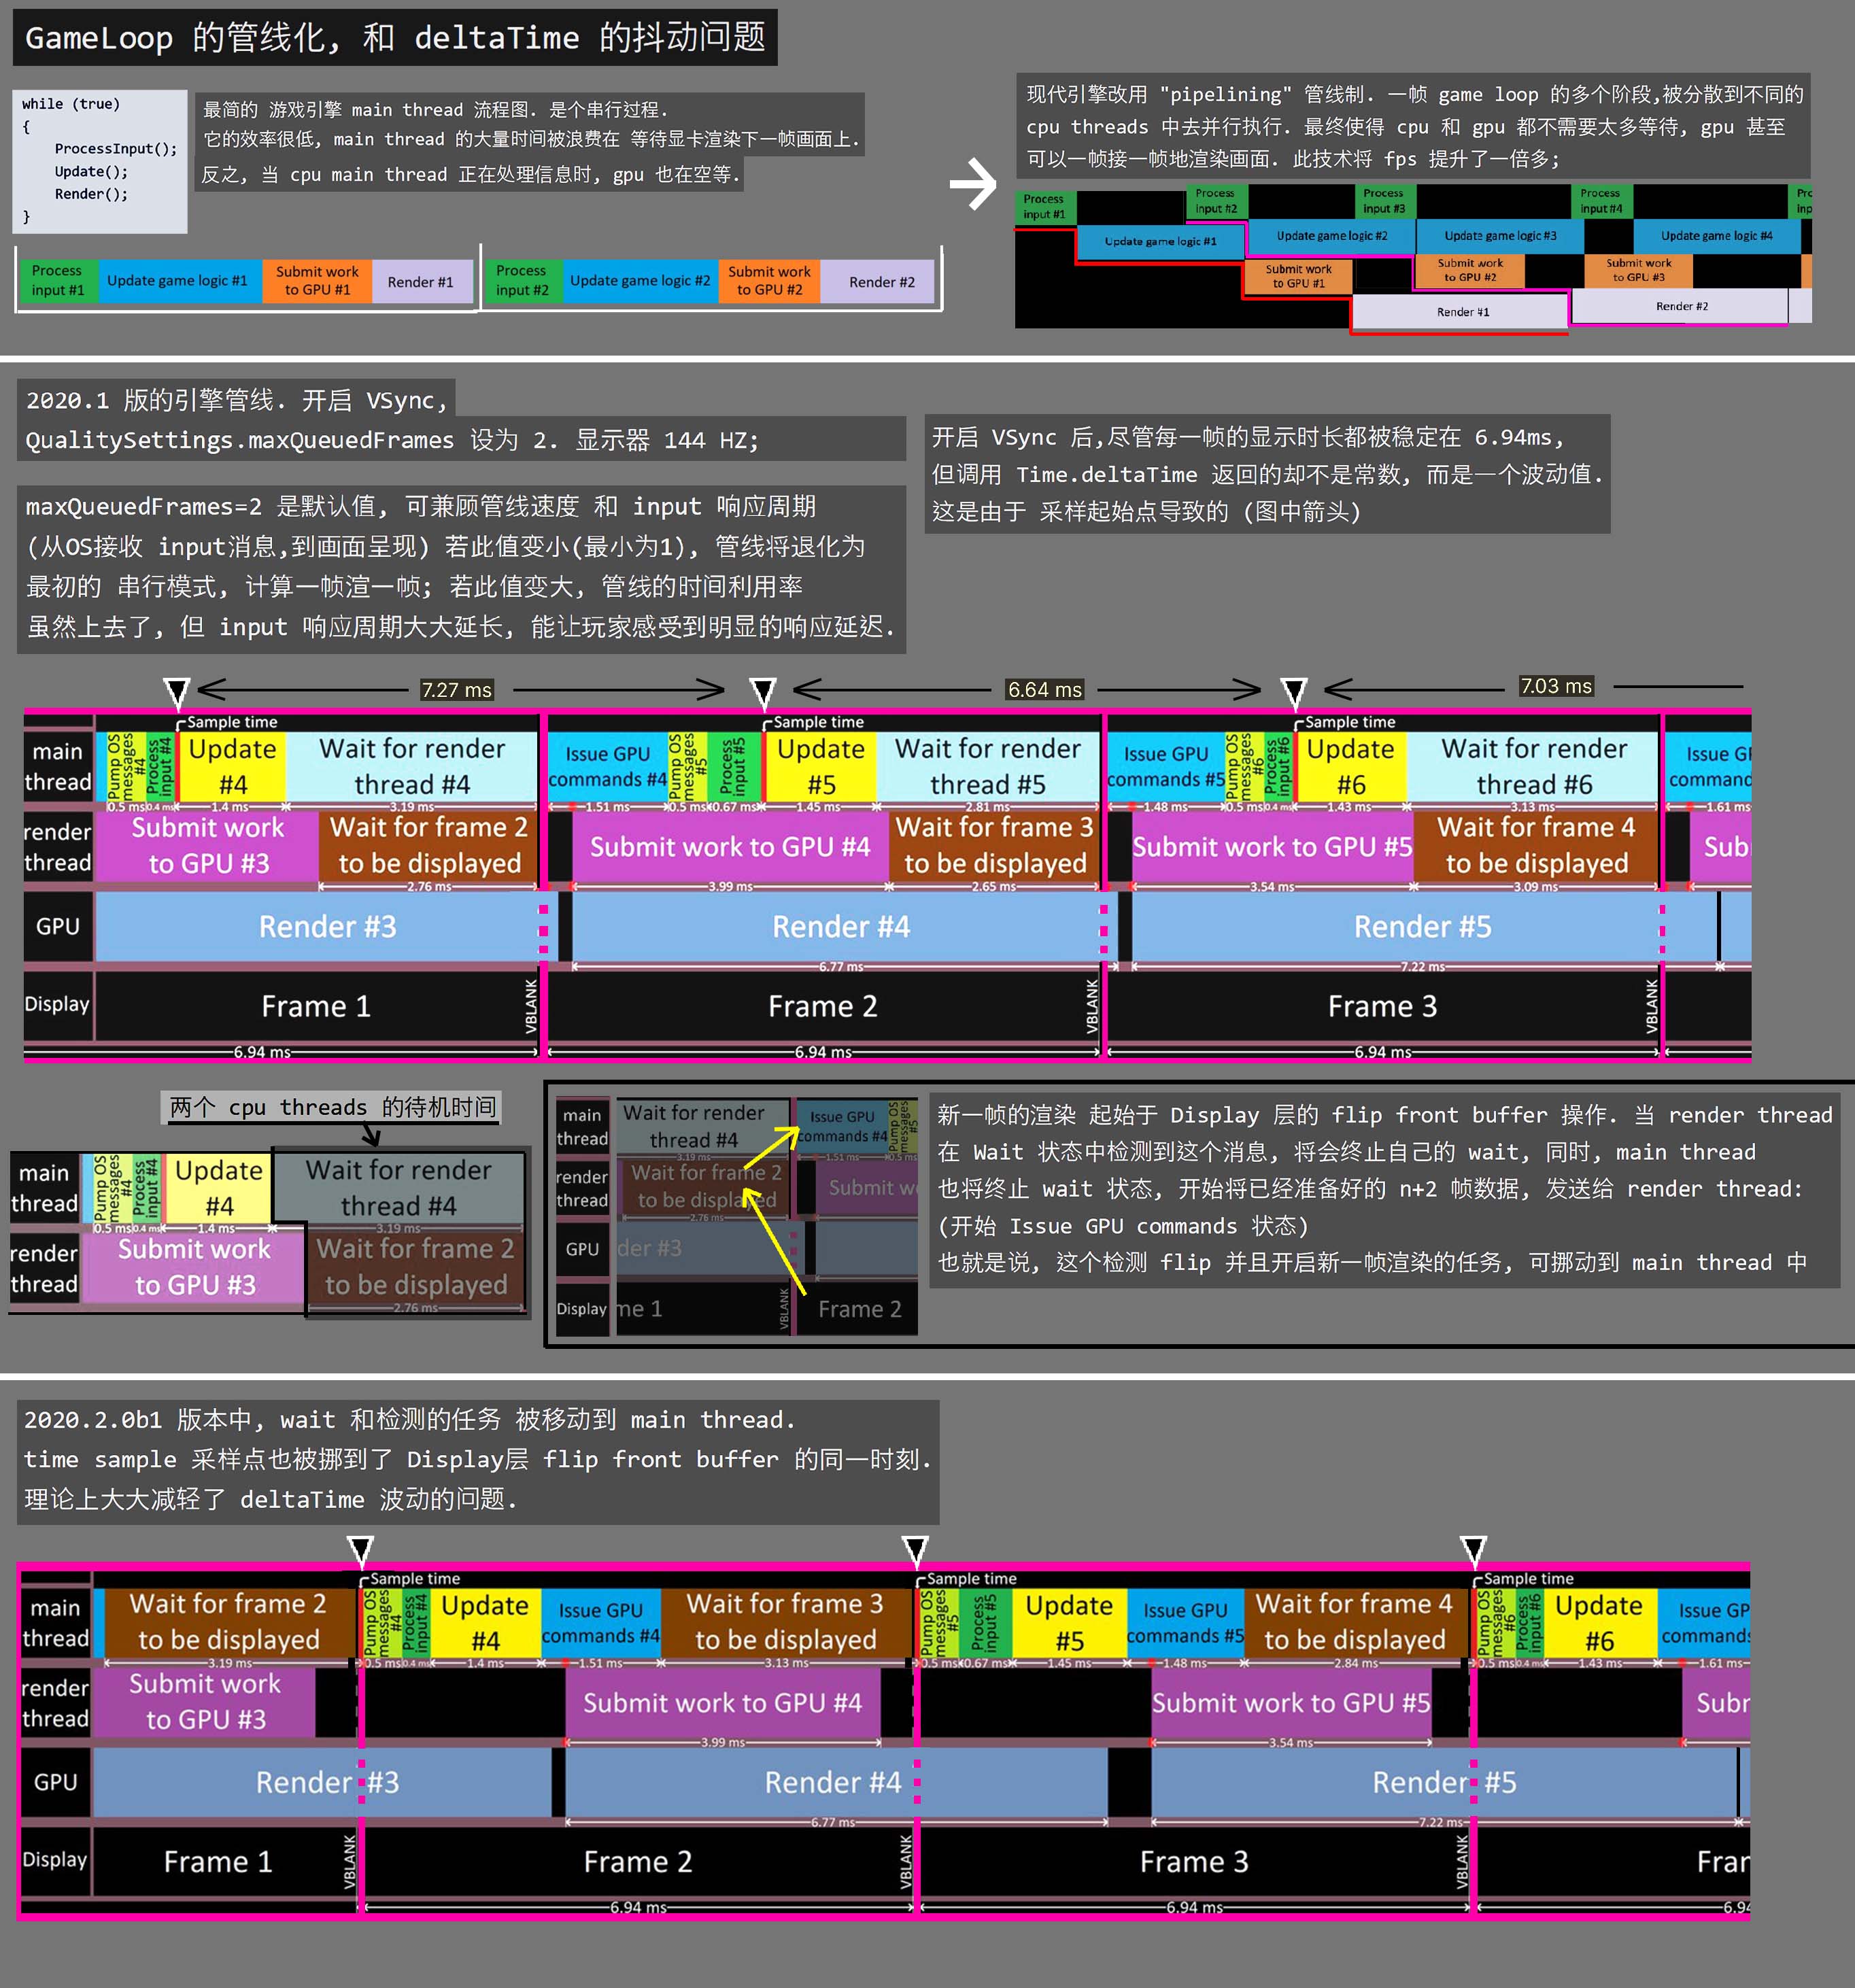 GameLoop 的管线化, 和 deltaTime 的抖动问题
while (true)
{
ProcessInput();
Update();
Render();
}
最简的 游戏引擎 main thread 流程图. 是个串行过程.
它的效率很低, main thread 的大量时间被浪费在 等待显卡渲染下一帧画面上.
反之, 当 cpu main thread 正在处理信息时, gpu 也在空等.
Process input #1
Update game logic #1
Submit work to GPU #1
Render #1
Process input #2
Update game logic #2
Submit work to GPU #2
Render #2
现代引擎改用 "pipelining" 管线制. 一帧 game loop 的多个阶段,被分散到不同的
cpu threads 中去并行执行. 最终使得 cpu 和 gpu 都不需要太多等待, gpu 甚至
可以一帧接一帧地渲染画面. 此技术将 fps 提升了一倍多;
Process input #1
Process input #2
Process input #3
Process input #4
Prc inp
Update game logic #1
Update game logic #2
Update game logic #3
Update game logic #4
Submit work to GPU #1
Submit work to GPU #2
Submit work to GPU #3
Render #1
Render #2
2020.1 版的引擎管线. 开启 VSync,
QualitySettings.maxQueuedFrames 设为 2. 显示器 144 HZ;
maxQueuedFrames=2 是默认值, 可兼顾管线速度 和 input 响应周期
(从OS接收 input消息,到画面呈现) 若此值变小(最小为1), 管线将退化为
最初的 串行模式, 计算一帧渲一帧; 若此值变大, 管线的时间利用率
虽然上去了, 但 input 响应周期大大延长, 能让玩家感受到明显的响应延迟.
开启 VSync 后,尽管每一帧的显示时长都被稳定在 6.94ms,
但调用 Time.deltaTime 返回的却不是常数, 而是一个波动值.
这是由于 采样起始点导致的 (图中箭头)
7.27 ms
6.64 ms
7.03 ms
Sample time
Sample time
Sample time
main thread
Pump OS messages #4
Process input #4
Update #4
Wait for render thread #4
Issue GPU commands #4
Pump OS messages #5
Process input #5
Update #5
Wait for render thread #5
Issue GPU commands #5
Pump OS messages #6
Process input #6
Update #6
Wait for render thread #6
Issue GF command
0.5 ms
0.4 ms
1.4 ms
3.19 ms
1.51 ms
0.5 ms
0.67 ms
1.45 ms
2.81 ms
1.48 ms
0.5 ms
0.4 ms
1.43 ms
3.13 ms
1.61 ms
render thread
Submit work to GPU #3
Wait for frame 2 to be displayed
Submit work to GPU #4
Wait for frame 3 to be displayed
Submit work to GPU #5
Wait for frame 4 to be displayed
Sub
2.76 ms
3.99 ms
2.65 ms
3.54 ms
3.09 ms
GPU
Render #3
Render #4
Render #5
6.77 ms
7.22 ms
Display
Frame 1
VBLANK
Frame 2
VBLANK
Frame 3
VBLANK
6.94 ms
6.94 ms
6.94 ms
两个 cpu threads 的待机时间
main thread
Pump OS messages #4
Process input #4
Update #4
Wait for render thread #4
0.5 ms
0.4 ms
1.4 ms
3.19 ms
render thread
Submit work to GPU #3
Wait for frame 2 to be displayed
2.76 ms
main thread
Wait for render thread #4
Issue GPU commands #4
Pump OS messages #5
3.19 ms
1.51 ms
0.5 ms
render thread
Wait for frame 2 to be displayed
Submit w
2.76 ms
GPU
der #3
Display
me 1
VBLANK
Frame 2
新一帧的渲染 起始于 Display 层的 flip front buffer 操作. 当 render thread
在 Wait 状态中检测到这个消息, 将会终止自己的 wait, 同时, main thread
也将终止 wait 状态, 开始将已经准备好的 n+2 帧数据, 发送给 render thread:
(开始 Issue GPU commands 状态)
也就是说, 这个检测 flip 并且开启新一帧渲染的任务, 可挪动到 main thread 中
2020.2.0b1 版本中, wait 和检测的任务 被移动到 main thread.
time sample 采样点也被挪到了 Display层 flip front buffer 的同一时刻.
理论上大大减轻了 deltaTime 波动的问题.
Sample time
Sample time
Sample time
main thread
Wait for frame 2 to be displayed
Pump OS messages #4
Process input #4
Update #4
Issue GPU commands #4
Wait for frame 3 to be displayed
Pump OS messages #5
Process input #5
Update #5
Issue GPU commands #5
Wait for frame 4 to be displayed
Pump OS messages #6
Process input #6
Update #6
Issue GP commands
3.19 ms
0.5 ms
0.4 ms
1.4 ms
1.51 ms
3.13 ms
0.5 ms
0.67 ms
1.45 ms
1.48 ms
2.84 ms
0.5 ms
0.4 ms
1.43 ms
1.61 ms
render thread
Submit work to GPU #3
Submit work to GPU #4
Submit work to GPU #5
Subr
3.99 ms
3.54 ms
GPU
Render #3
Render #4
Render #5
6.77 ms
7.22 ms
Display
Frame 1
VBLANK
Frame 2
VBLANK
Frame 3
VBLANK
Frar
6.94 ms
6.94 ms
6.94